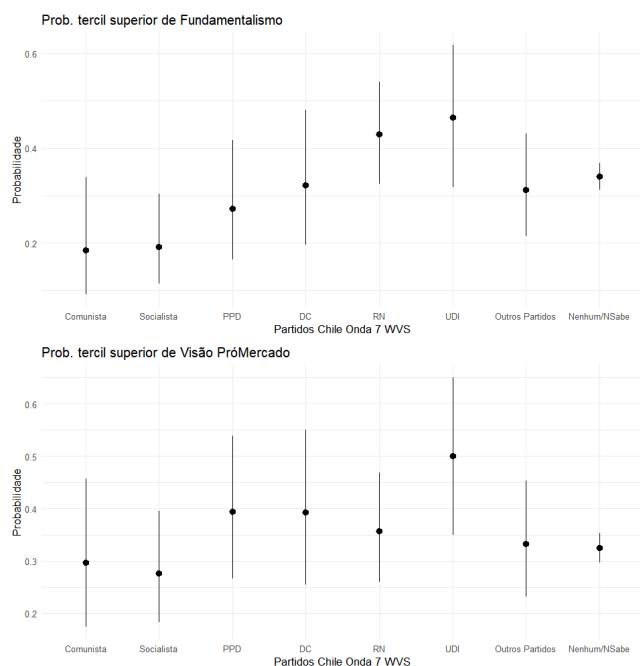 Prob. tercil superior de Fundamentalismo
0.6
0.4
0.2
Probabilidade
Comunista Socialista PPD DC RN UDI Outros Partidos Nenhum/NSabe
Partidos Chile Onda 7 WVS
Prob. tercil superior de Visão PróMercado
0.6
0.5
0.4
0.3
0.2
Probabilidade
Comunista Socialista PPD DC RN UDI Outros Partidos Nenhum/NSabe
Partidos Chile Onda 7 WVS